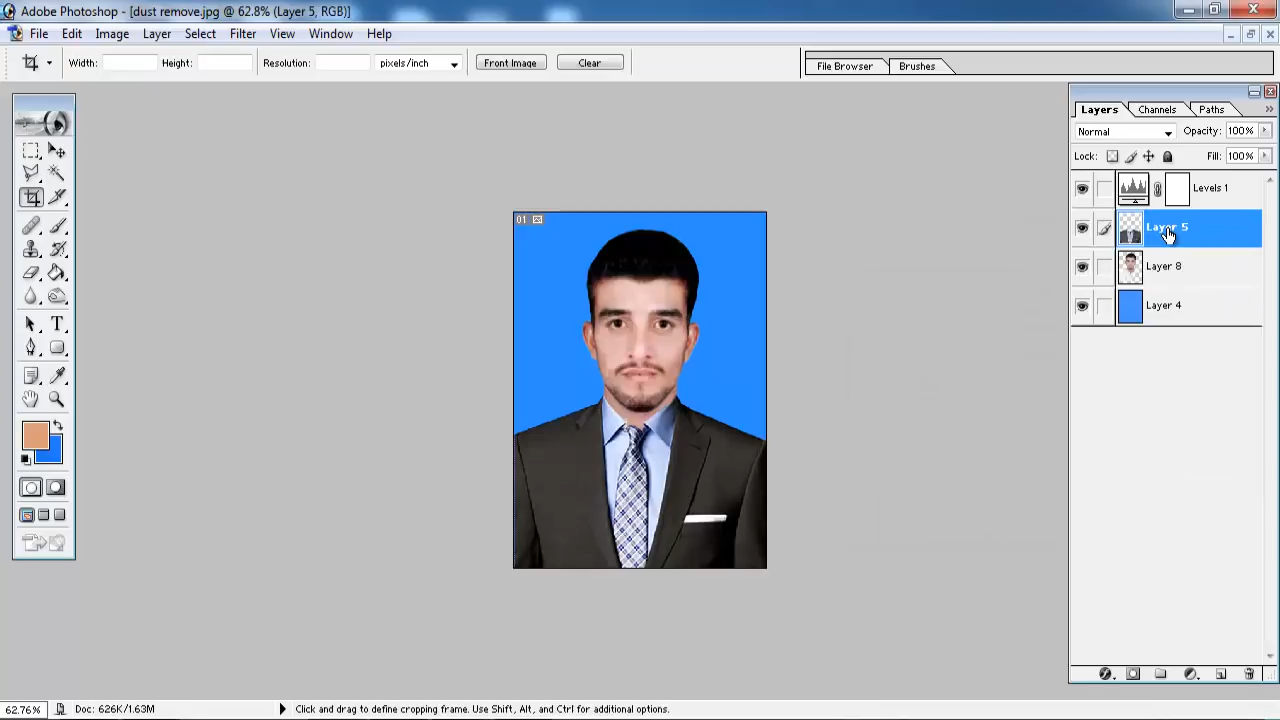 Adobe Photoshop - [dust remove.jpg @ 62.8% (Layer 5, RGB)]
File Edit Image Layer Select Filter View Window Help
Width: Height: Resolution: pixels/inch Front Image Clear File Browser Brushes
Layers Channels Paths
Normal Opacity: 100%
Lock: Fill: 100%
Levels 1
01
Layer 5
Layer 8
Layer 4
T
62.76% Doc: 626K/1.63M Click and drag to define cropping frame. Use Shift, Alt, and Ctrl for additional options.